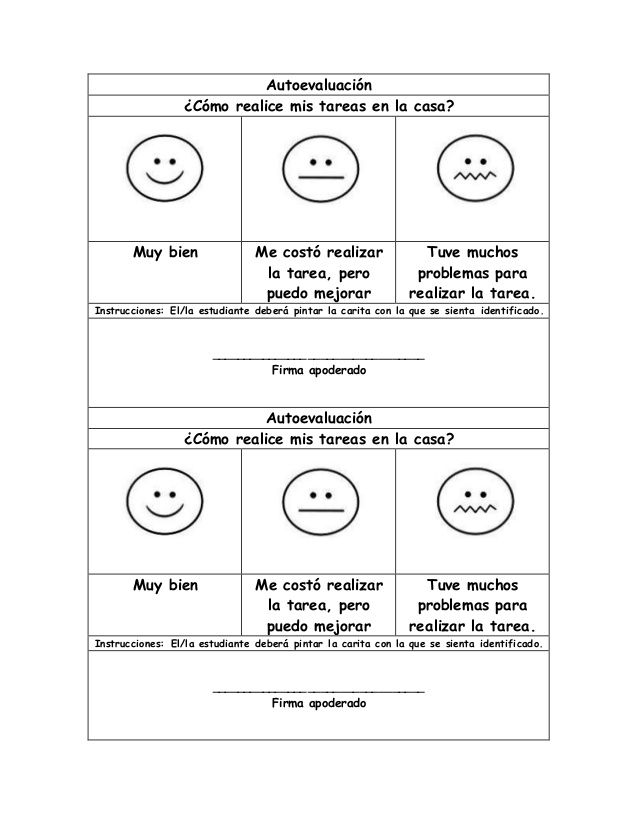 Autoevaluación
¿Cómo realice mis tareas en la casa?
Muy bien
Me costó realizar
la tarea, pero
puedo mejorar
Tuve muchos
problemas para
realizar la tarea.
Instrucciones: El/la estudiante deberá pintar la carita con la que se sienta identificado.
Firma apoderado
Autoevaluación
¿Cómo realice mis tareas en la casa?
Muy bien
Me costó realizar
la tarea, pero
puedo mejorar
Tuve muchos
problemas para
realizar la tarea.
Instrucciones: El/la estudiante deberá pintar la carita con la que se sienta identificado.
Firma apoderado